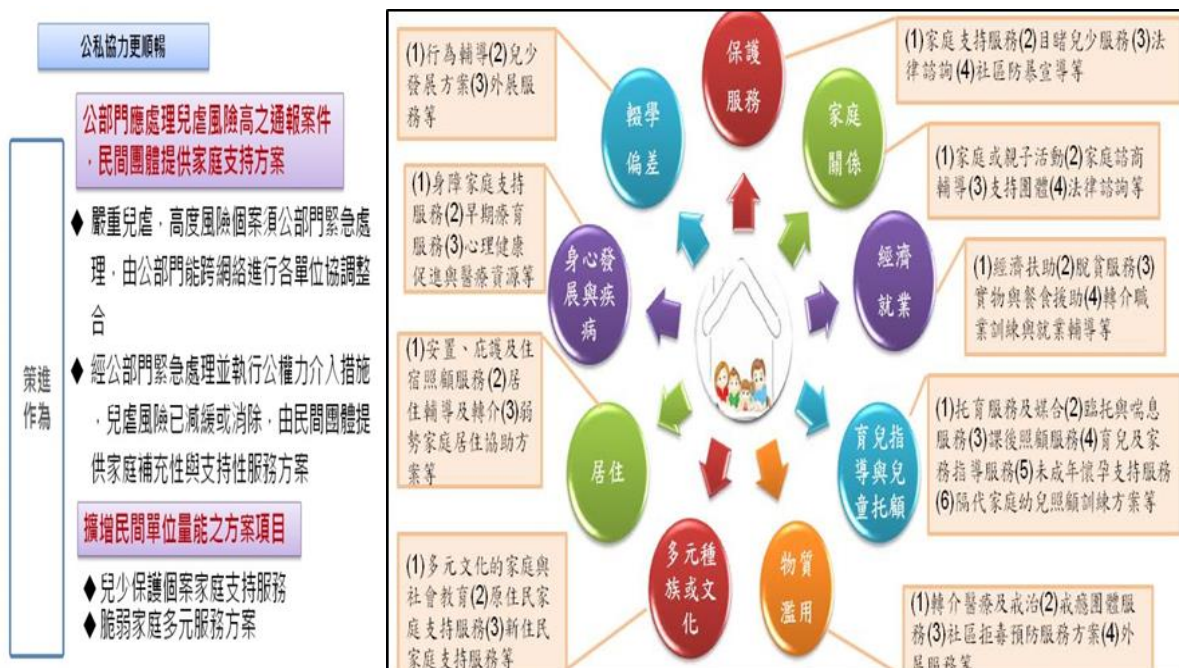 公私協力更順暢
策進
作為
公部門應處理兒虐風險高之通報案件
，民間團體提供家庭支持方案
◆ 嚴重兒虐，高度風險個案須公部門緊急處
理，由公部門能跨網絡進行各單位協調整
合
◆ 經公部門緊急處理並執行公權力介入措施
，兒虐風險已減緩或消除，由民間團體提
供家庭補充性與支持性服務方案
擴增民間單位量能之方案項目
◆ 兒少保護個案家庭支持服務
◆ 脆弱家庭多元服務方案
保護
服務
(1)家庭支持服務(2)目睹兒少服務(3)法
律諮詢(4)社區防暴宣導等
家庭
關係
(1)家庭或親子活動(2)家庭諮商
輔導(3)支持團體(4)法律諮詢等
經濟
就業
(1)經濟扶助(2)脫貧服務(3)
實物與餐食援助(4)轉介職
業訓練與就業輔導等
育兒指
導與兒
童托顧
(1)托育服務及媒合(2)臨托與喘息
服務(3)課後照顧服務(4)育兒及家
務指導服務(5)未成年懷孕支持服務
(6)隔代家庭幼兒照顧訓練方案等
物質
濫用
(1)轉介醫療及戒治(2)戒癮團體服
務(3)社區拒毒預防服務方案(4)外
展服務等
多元種
族或文
化
(1)多元文化的家庭與
社會教育(2)原住民家
庭支持服務(3)新住民
家庭支持服務等
居住
(1)安置、庇護及住
宿照顧服務(2)居
住輔導及轉介(3)弱
勢家庭居住協助方
案等
身心發
展與疾
病
(1)身障家庭支持
服務(2)早期療育
服務(3)心理健康
促進與醫療資源等
輟學
偏差
(1)行為輔導(2)兒少
發展方案(3)外展服
務等